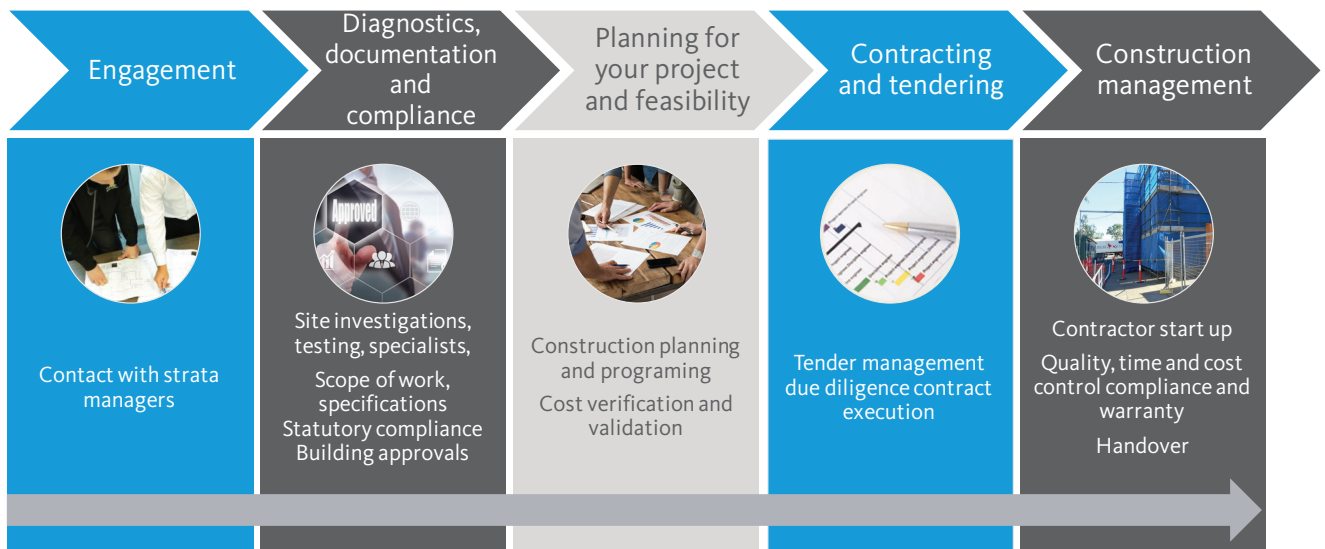 Engagement
Diagnostics,
documentation
and
compliance
Planning for
your project
and feasibility
Contracting
and tendering
Construction
management
Contact with strata
managers
Approved
Site investigations,
testing, specialists,
Scope of work,
specifications
Statutory compliance
Building approvals
Construction planning
and programing
Cost verification and
validation
Tender management
due diligence contract
execution
Contractor start up
Quality, time and cost
control compliance and
warranty
Handover